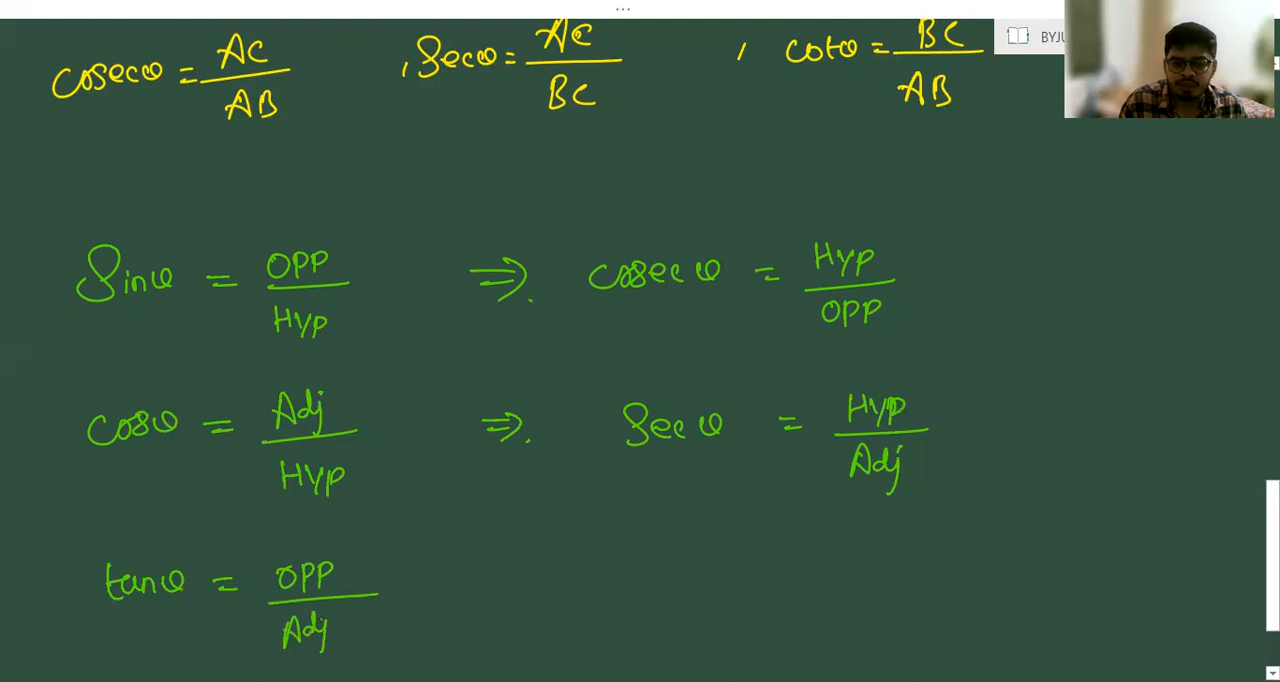 cosecθ = AC/AB , Secθ = AC/BC , cotθ = BC/AB
BYJU
Sinθ = OPP/HYP ⇒. cosecθ = HYP/OPP
cosθ = Adj/HYP ⇒. Secθ = HYP/Adj
tanθ = OPP/Adj